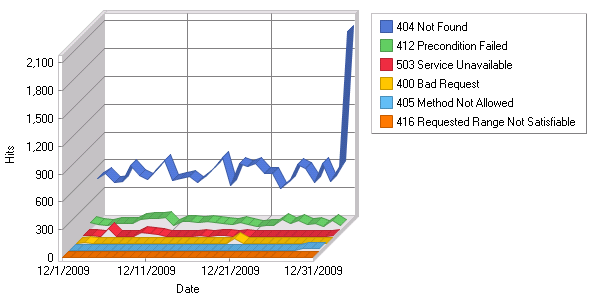 404 Not Found
412 Precondition Failed
503 Service Unavailable
400 Bad Request
405 Method Not Allowed
416 Requested Range Not Satisfiable
Hits
2,100
1,800
1,500
1,200
900
600
300
0
12/1/2009 12/11/2009 12/21/2009 12/31/2009
Date